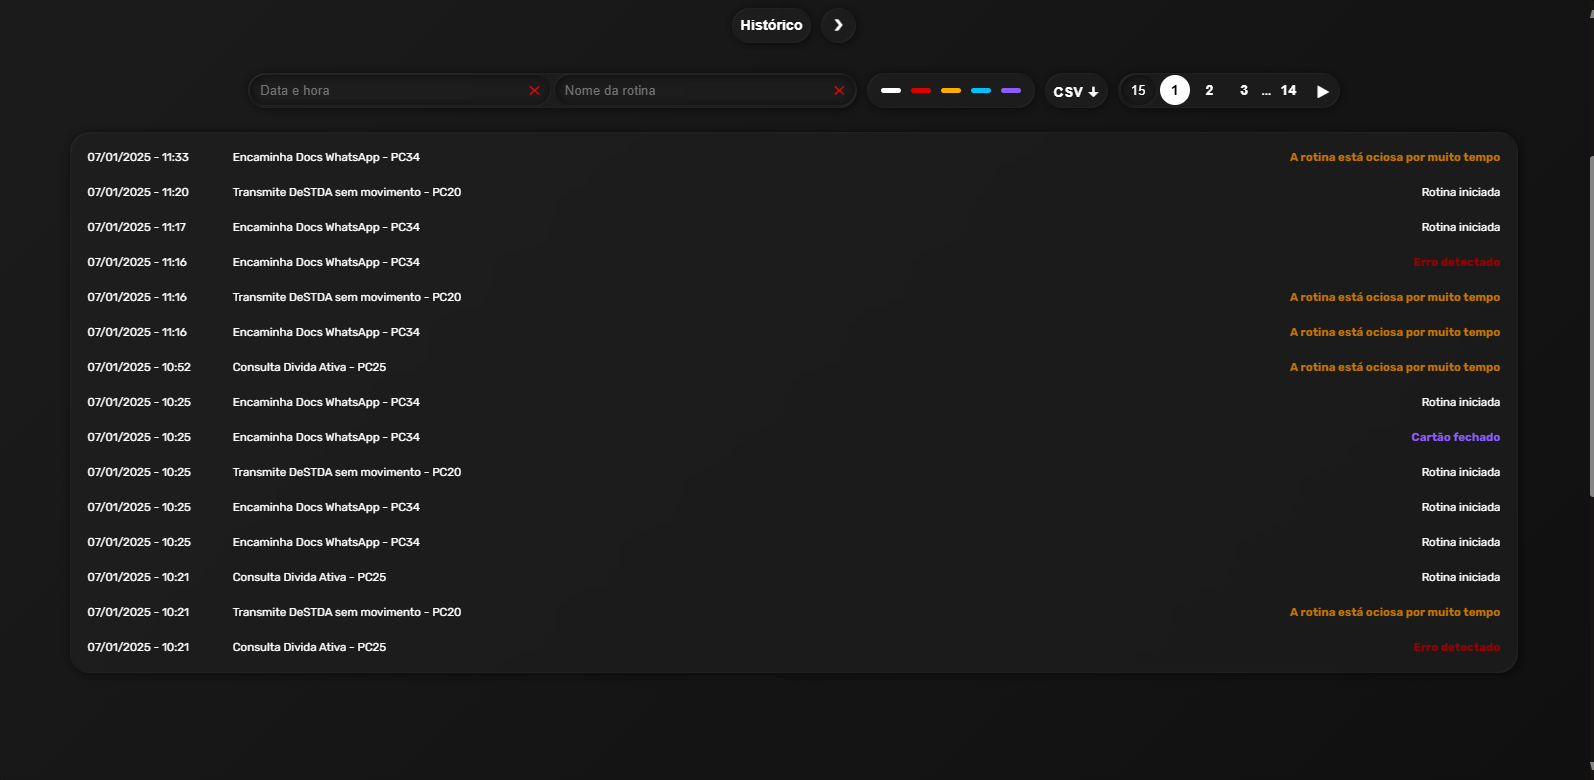 Histórico ❯
Data e hora ✕ Nome da rotina ✕ CSV ↓ 15 1 2 3 ... 14 ▶
07/01/2025 - 11:33 Encaminha Docs WhatsApp - PC34 A rotina está ociosa por muito tempo
07/01/2025 - 11:20 Transmite DeSTDA sem movimento - PC20 Rotina iniciada
07/01/2025 - 11:17 Encaminha Docs WhatsApp - PC34 Rotina iniciada
07/01/2025 - 11:16 Encaminha Docs WhatsApp - PC34 Erro detectado
07/01/2025 - 11:16 Transmite DeSTDA sem movimento - PC20 A rotina está ociosa por muito tempo
07/01/2025 - 11:16 Encaminha Docs WhatsApp - PC34 A rotina está ociosa por muito tempo
07/01/2025 - 10:52 Consulta Divida Ativa - PC25 A rotina está ociosa por muito tempo
07/01/2025 - 10:25 Encaminha Docs WhatsApp - PC34 Rotina iniciada
07/01/2025 - 10:25 Encaminha Docs WhatsApp - PC34 Cartão fechado
07/01/2025 - 10:25 Transmite DeSTDA sem movimento - PC20 Rotina iniciada
07/01/2025 - 10:25 Encaminha Docs WhatsApp - PC34 Rotina iniciada
07/01/2025 - 10:25 Encaminha Docs WhatsApp - PC34 Rotina iniciada
07/01/2025 - 10:21 Consulta Divida Ativa - PC25 Rotina iniciada
07/01/2025 - 10:21 Transmite DeSTDA sem movimento - PC20 A rotina está ociosa por muito tempo
07/01/2025 - 10:21 Consulta Divida Ativa - PC25 Erro detectado